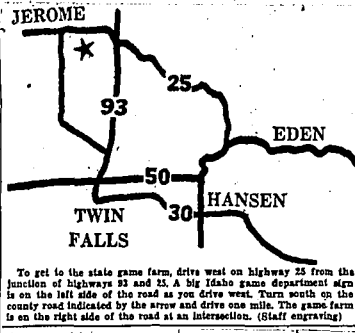 JEROME
25
93
EDEN
50
HANSEN
30
TWIN
FALLS
To get to the state game farm, drive west on highway 25 from the
junction of highways 93 and 25. A big Idaho game department sign
is on the left side of the road as you drive west. Turn south on the
county road indicated by the arrow and drive one mile. The game farm
is on the right side of the road at an intersection. (Staff engraving)